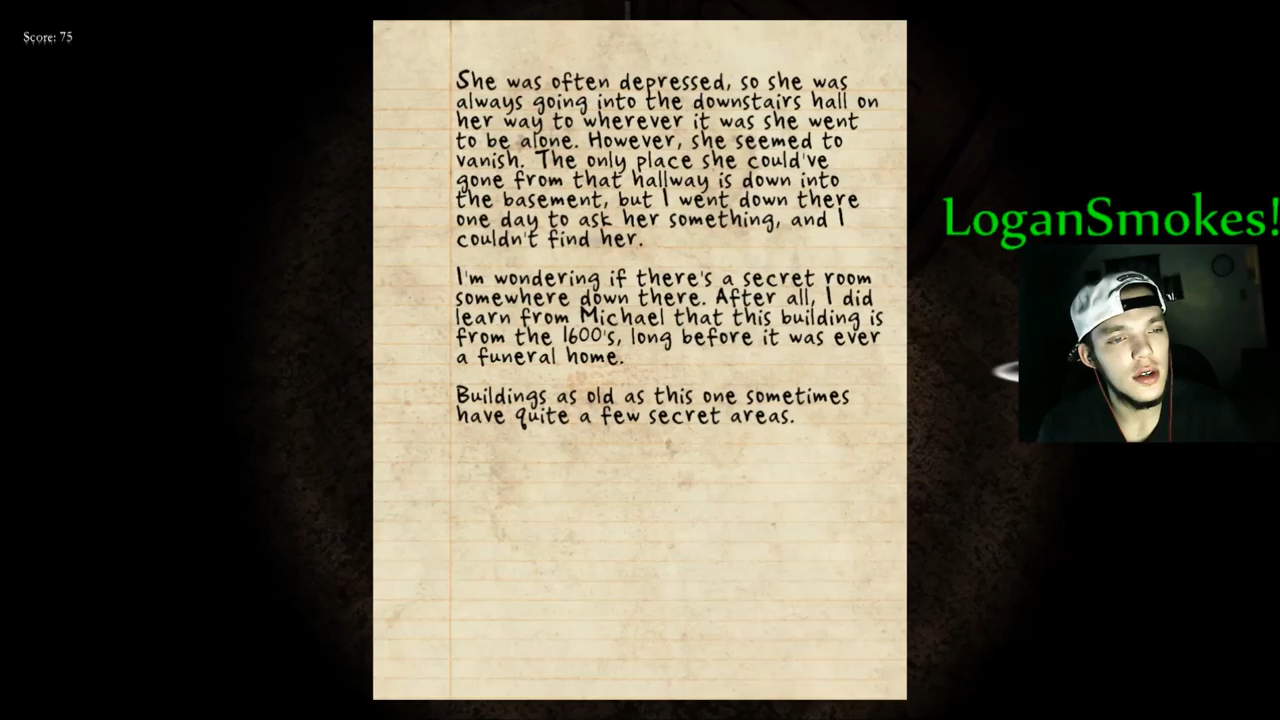 Score: 75
She was often depressed, so she was
always going into the downstairs hall on
her way to wherever it was she went
to be alone. However, she seemed to
vanish. The only place she could've
gone from that hallway is down into
the basement, but I went down there
one day to ask her something, and I
couldn't find her.
I'm wondering if there's a secret room
somewhere down there. After all, I did
learn from Michael that this building is
from the 1600's, long before it was ever
a funeral home.
Buildings as old as this one sometimes
have quite a few secret areas.
LoganSmokes!